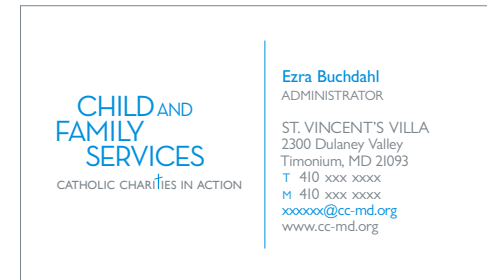 CHILD AND
FAMILY
SERVICES
CATHOLIC CHARITIES IN ACTION
Ezra Buchdahl
ADMINISTRATOR
ST. VINCENT'S VILLA
2300 Dulaney Valley
Timonium, MD 21093
T 410 xxx xxxx
M 410 xxx xxxx
xxxxxx@cc-md.org
www.cc-md.org